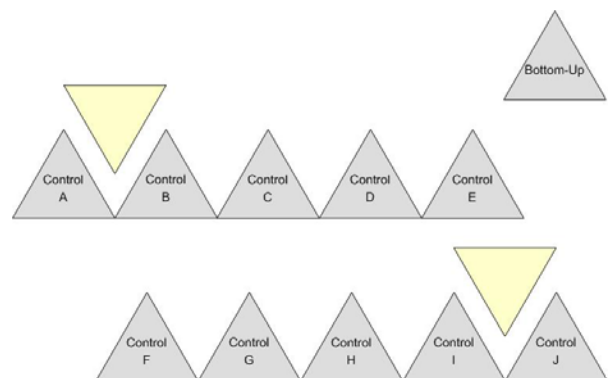 Bottom-Up
Control
A
Control
B
Control
C
Control
D
Control
E
Control
F
Control
G
Control
H
Control
I
Control
J